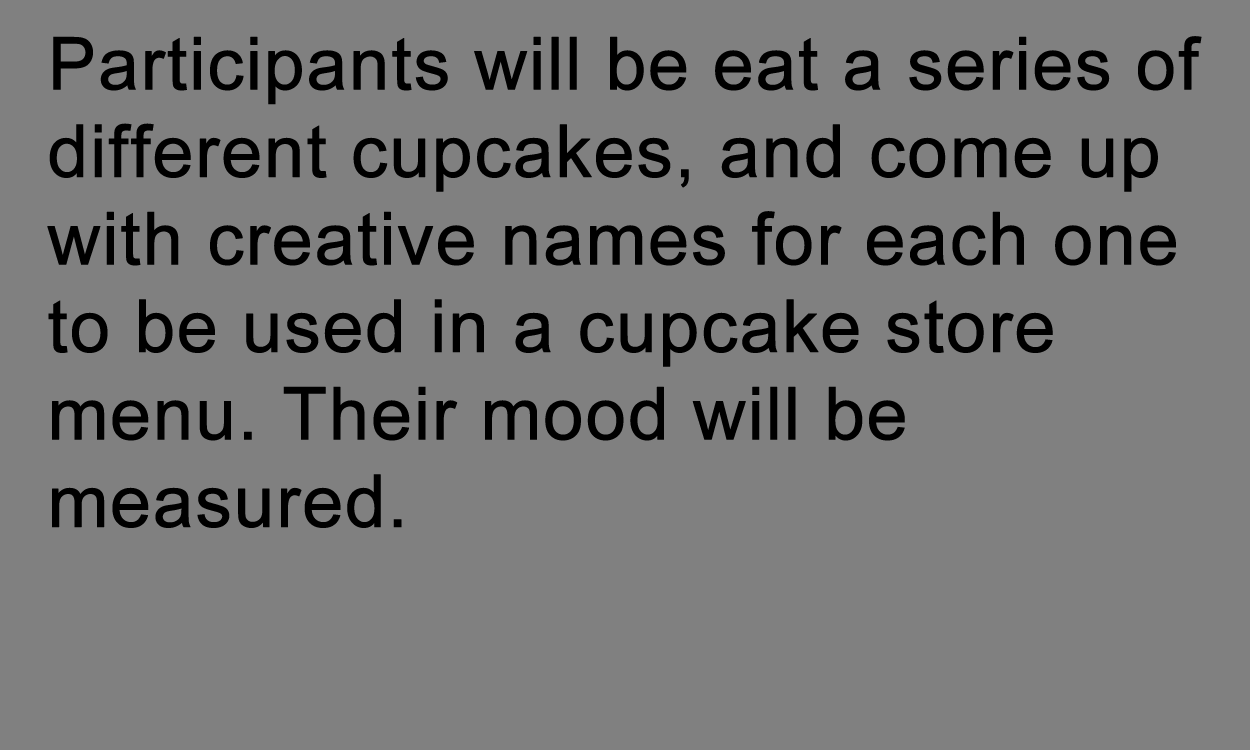 Participants will be eat a series of
different cupcakes, and come up
with creative names for each one
to be used in a cupcake store
menu. Their mood will be
measured.